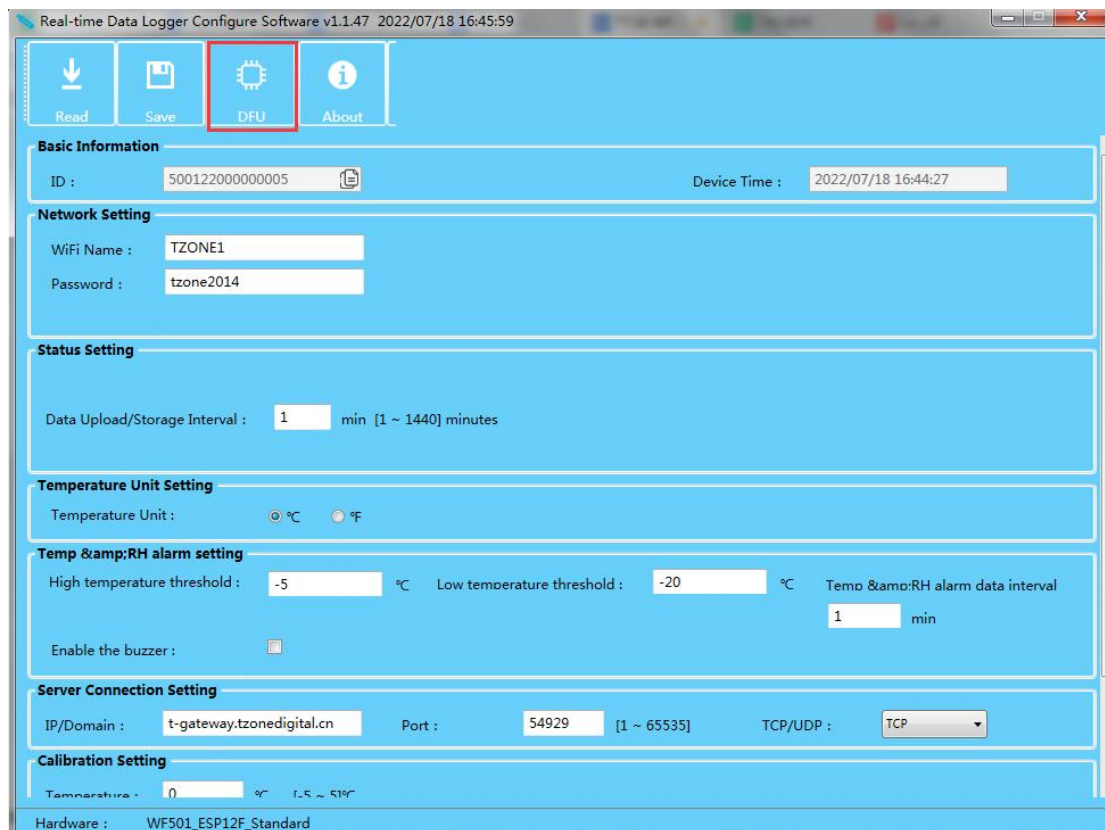 Real-time Data Logger Configure Software v1.1.47 2022/07/18 16:45:59
Read Save DFU About
Basic Information
ID : 500122000000005 Device Time : 2022/07/18 16:44:27
Network Setting
WiFi Name : TZONE1
Password : tzone2014
Status Setting
Data Upload/Storage Interval : 1 min [1 ~ 1440] minutes
Temperature Unit Setting
Temperature Unit : ℃ ℉
Temp &amp;RH alarm setting
High temperature threshold : -5 ℃ Low temperature threshold : -20 ℃ Temp &amp;RH alarm data interval
1 min
Enable the buzzer :
Server Connection Setting
IP/Domain : t-gateway.tzonedigital.cn Port : 54929 [1 ~ 65535] TCP/UDP : TCP
Calibration Setting
Temperature : 0 ℃ [-5 ~ 5]℃
Hardware : WF501_ESP12F_Standard